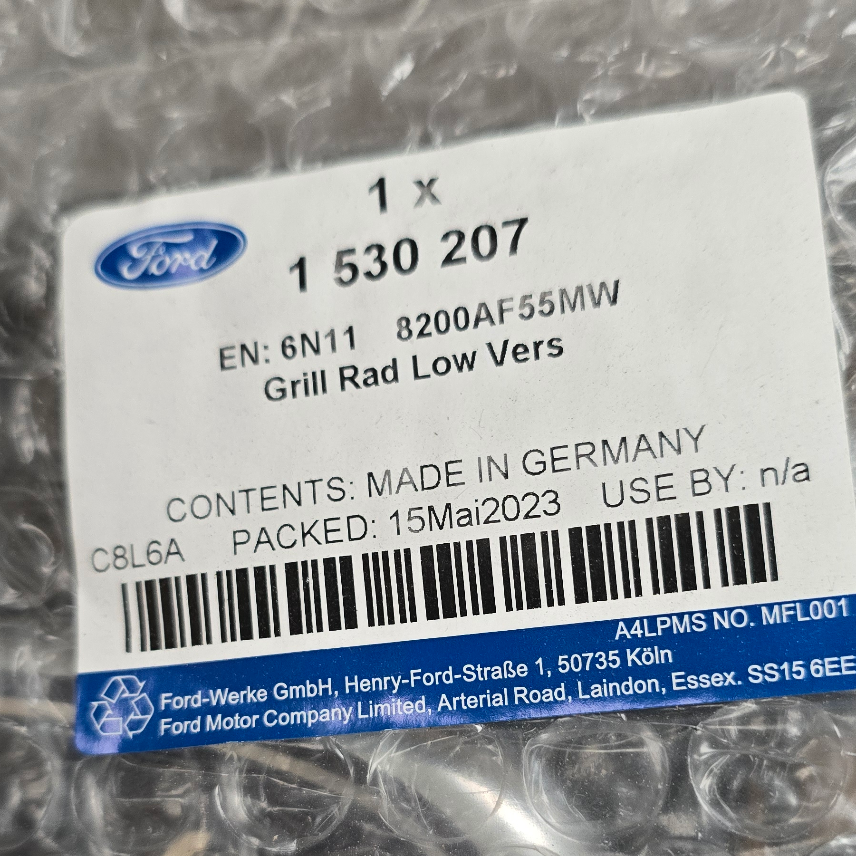 1 x
Ford
1 530 207
EN: 6N11 8200AF55MW
Grill Rad Low Vers
CONTENTS: MADE IN GERMANY
C8L6A PACKED: 15Mai2023 USE BY: n/a
A4LPMS NO. MFL001
Ford-Werke GmbH, Henry-Ford-Straße 1, 50735 Köln
Ford Motor Company Limited, Arterial Road, Laindon, Essex. SS15 6EE